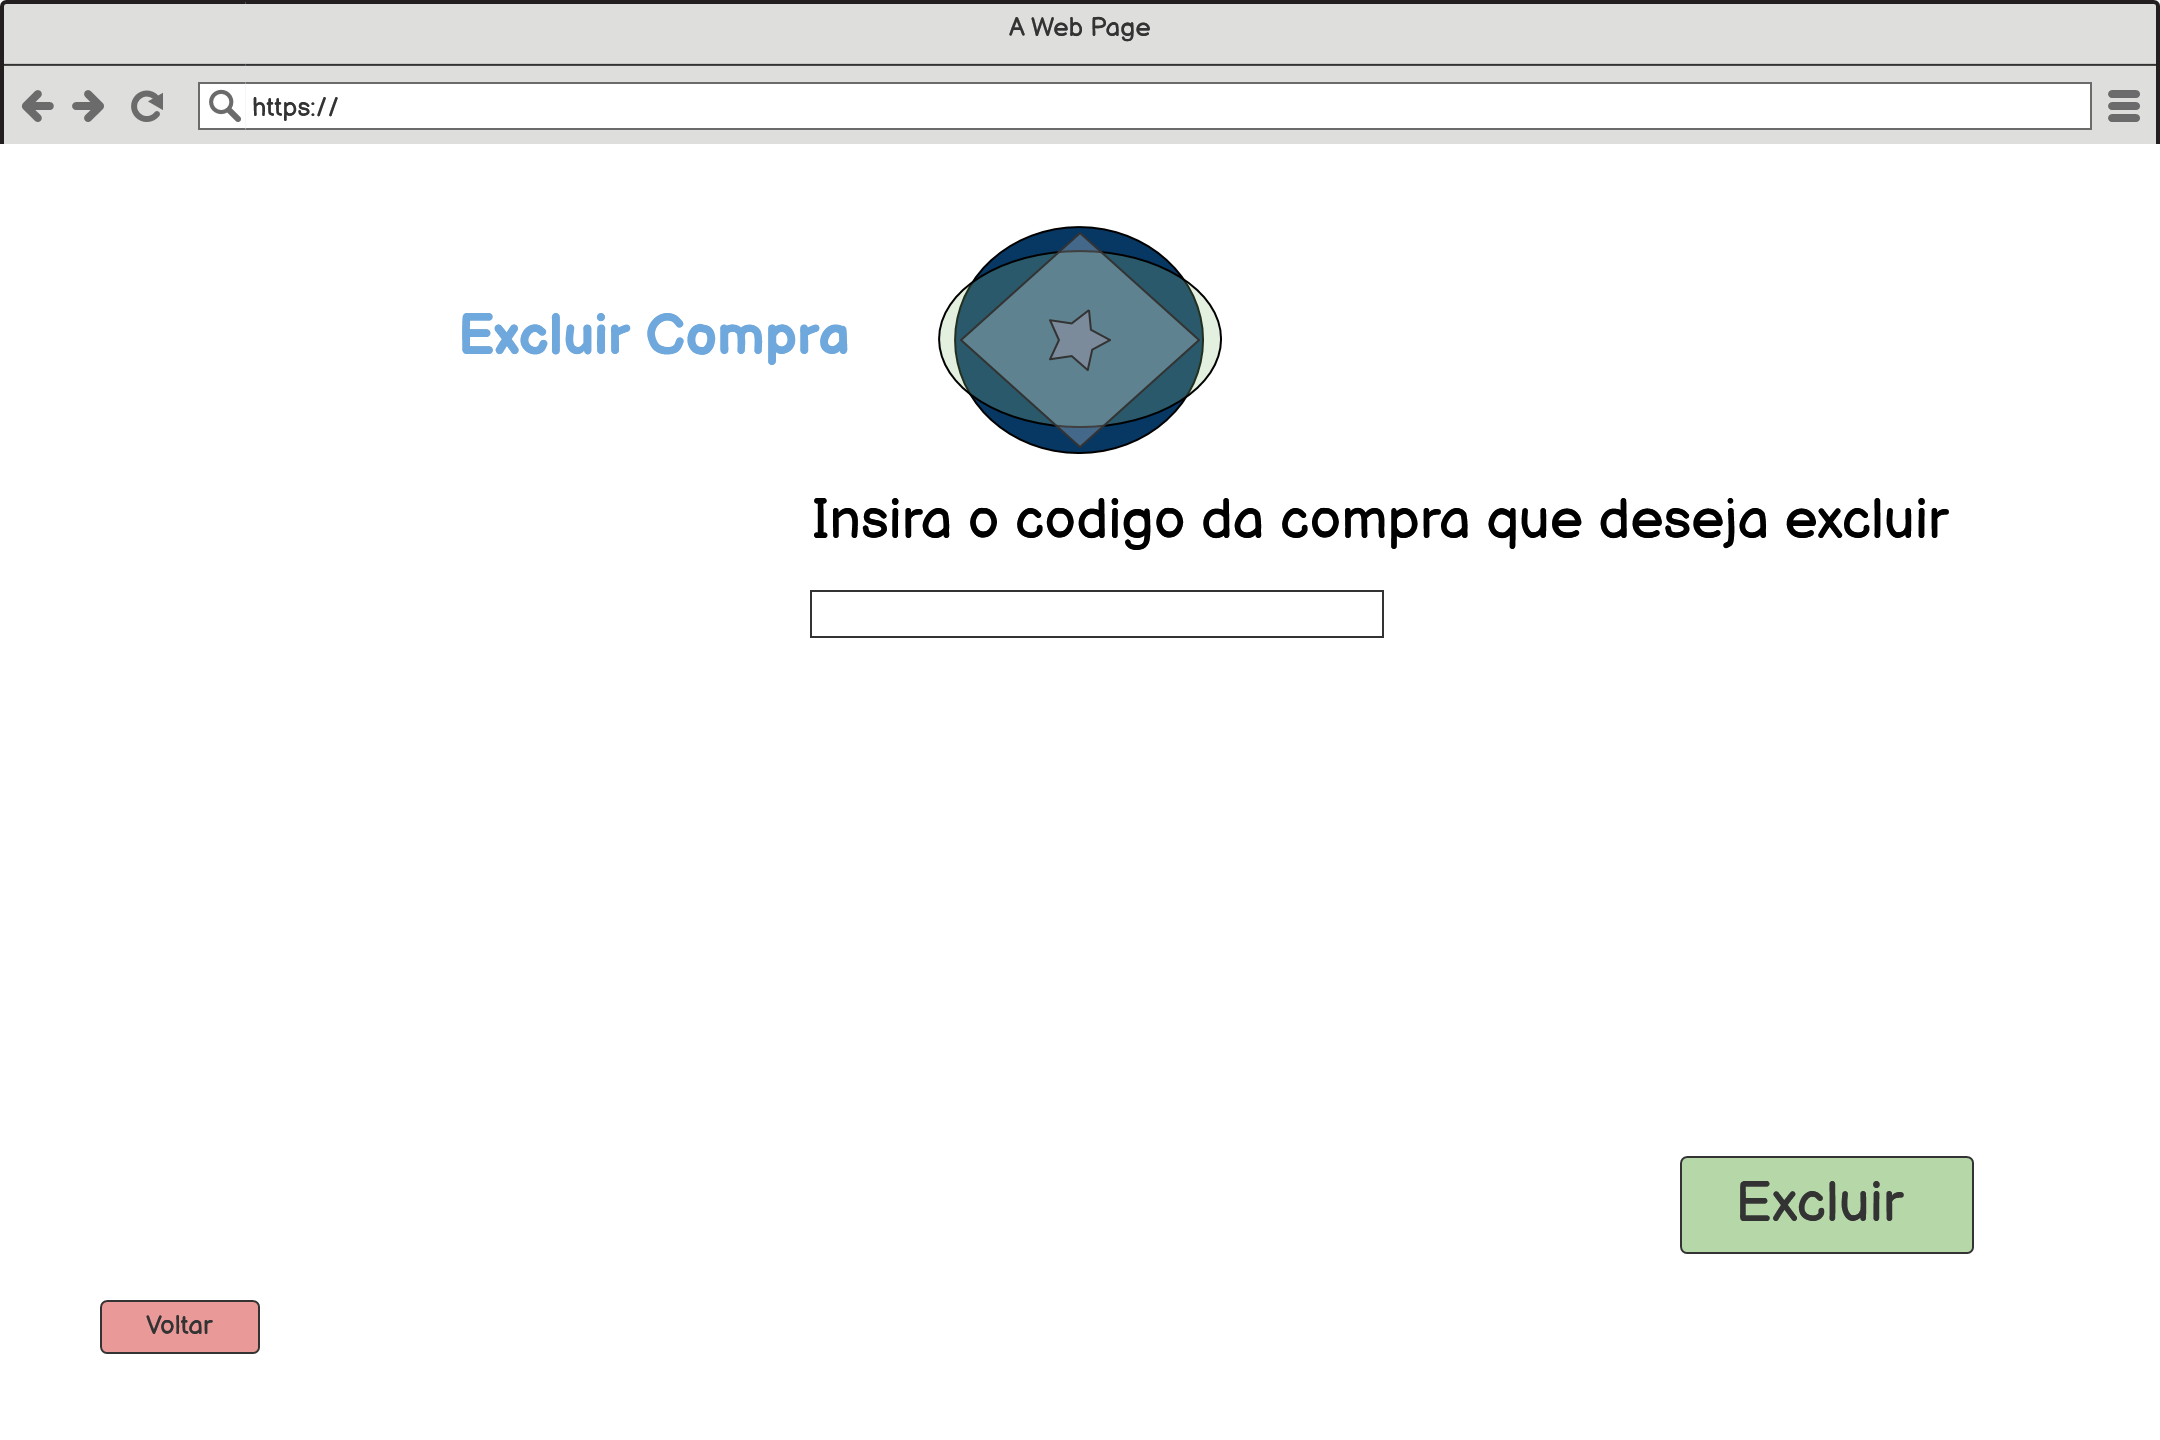 A Web Page
https://
Excluir Compra
Insira o codigo da compra que deseja excluir
Excluir
Voltar